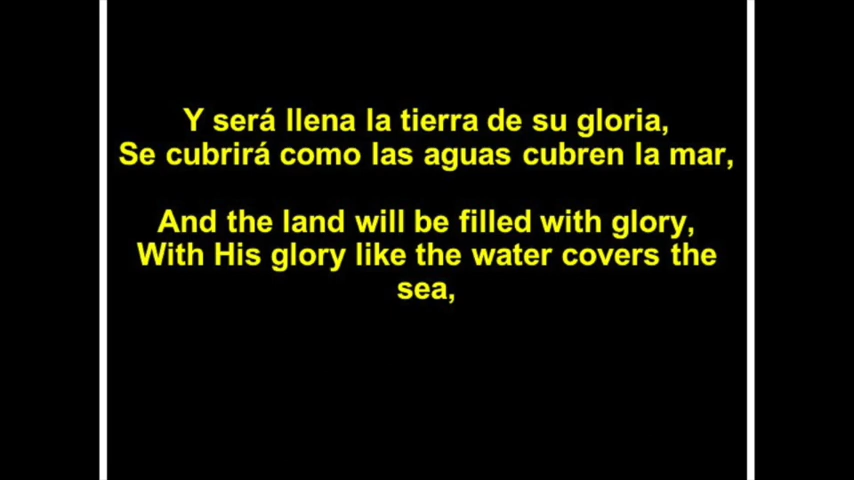 Y será llena la tierra de su gloria,
Se cubrirá como las aguas cubren la mar,
And the land will be filled with glory,
With His glory like the water covers the
sea,